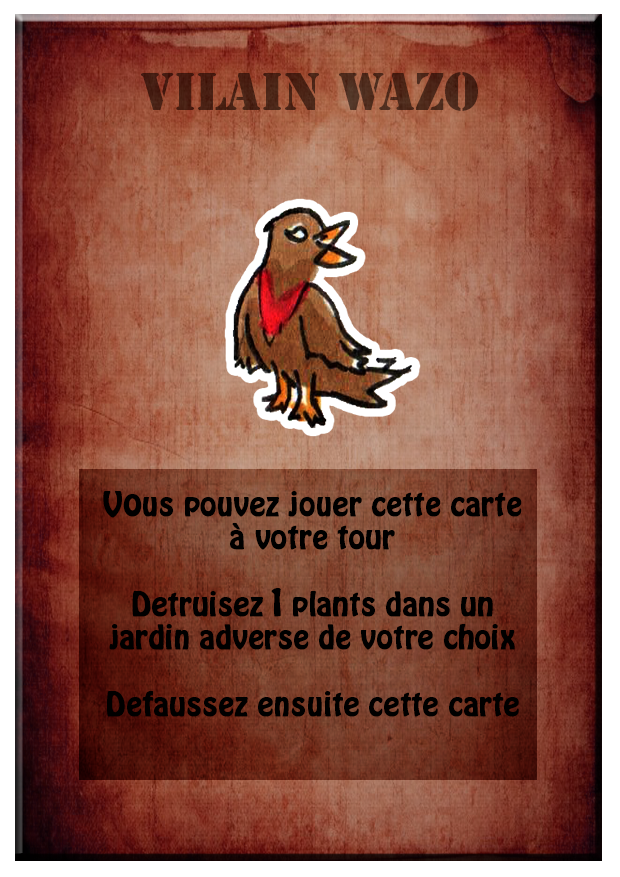 VILAIN WAZO
Vous pouvez jouer cette carte
à votre tour
Detruisez 1 plants dans un
jardin adverse de votre choix
Defaussez ensuite cette carte